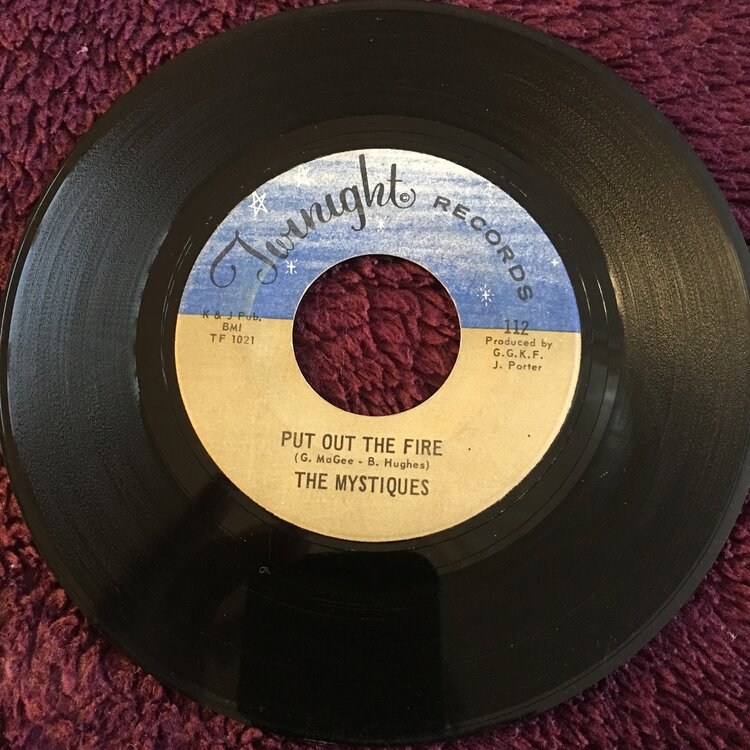 Twinight RECORDS
K & J Pub.
BMI
TF 1021
112
Produced by
G.G.K.F.
J. Porter
PUT OUT THE FIRE
(G. MaGee - B. Hughes)
THE MYSTIQUES